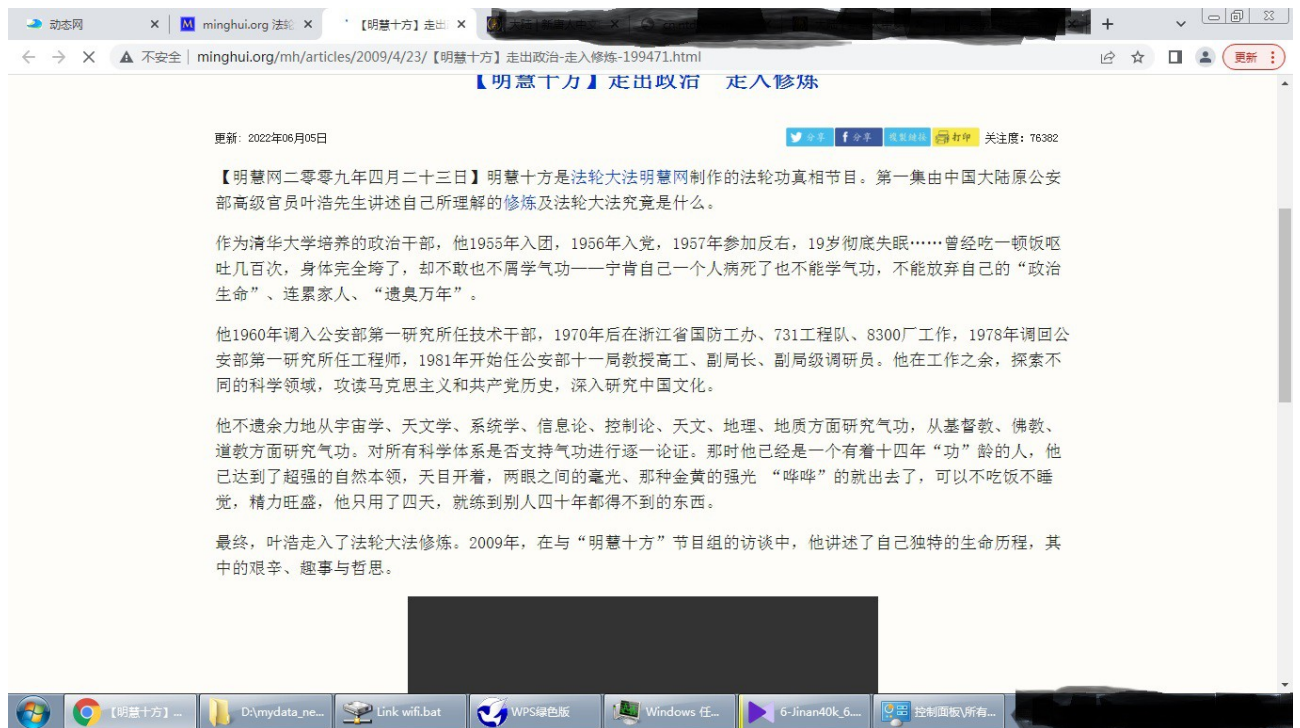 动态网
minghui.org 法轮
【明慧十方】走出
不安全 minghui.org/mh/articles/2009/4/23/【明慧十方】走出政治-走入修炼-199471.html
更新
【明慧十方】走出政治 走入修炼
更新: 2022年06月05日
分享
分享
复制链接
打印
关注度: 76382
【明慧网二零零九年四月二十三日】明慧十方是法轮大法明慧网制作的法轮功真相节目。第一集由中国大陆原公安
部高级官员叶浩先生讲述自己所理解的修炼及法轮大法究竟是什么。
作为清华大学培养的政治干部，他1955年入团，1956年入党，1957年参加反右，19岁彻底失眠……曾经吃一顿饭呕
吐几百次，身体完全垮了，却不敢也不屑学气功——宁肯自己一个人病死了也不能学气功，不能放弃自己的“政治
生命”、连累家人、“遗臭万年”。
他1960年调入公安部第一研究所任技术干部，1970年后在浙江省国防工办、731工程队、8300厂工作，1978年调回公
安部第一研究所任工程师，1981年开始任公安部十一局教授高工、副局长、副局级调研员。他在工作之余，探索不
同的科学领域，攻读马克思主义和共产党历史，深入研究中国文化。
他不遗余力地从宇宙学、天文学、系统学、信息论、控制论、天文、地理、地质方面研究气功，从基督教、佛教、
道教方面研究气功。对所有科学体系是否支持气功进行逐一论证。那时他已经是一个有着十四年“功”龄的人，他
已达到了超强的自然本领，天目开着，两眼之间的毫光、那种金黄的强光 “哗哗”的就出去了，可以不吃饭不睡
觉，精力旺盛，他只用了四天，就练到别人四十年都得不到的东西。
最终，叶浩走入了法轮大法修炼。2009年，在与“明慧十方”节目组的访谈中，他讲述了自己独特的生命历程，其
中的艰辛、趣事与哲思。
【明慧十方】...
D:\mydata_ne...
Link wifi.bat
WPS绿色版
Windows 任...
6-Jinan40k_6....
控制面板\所有...